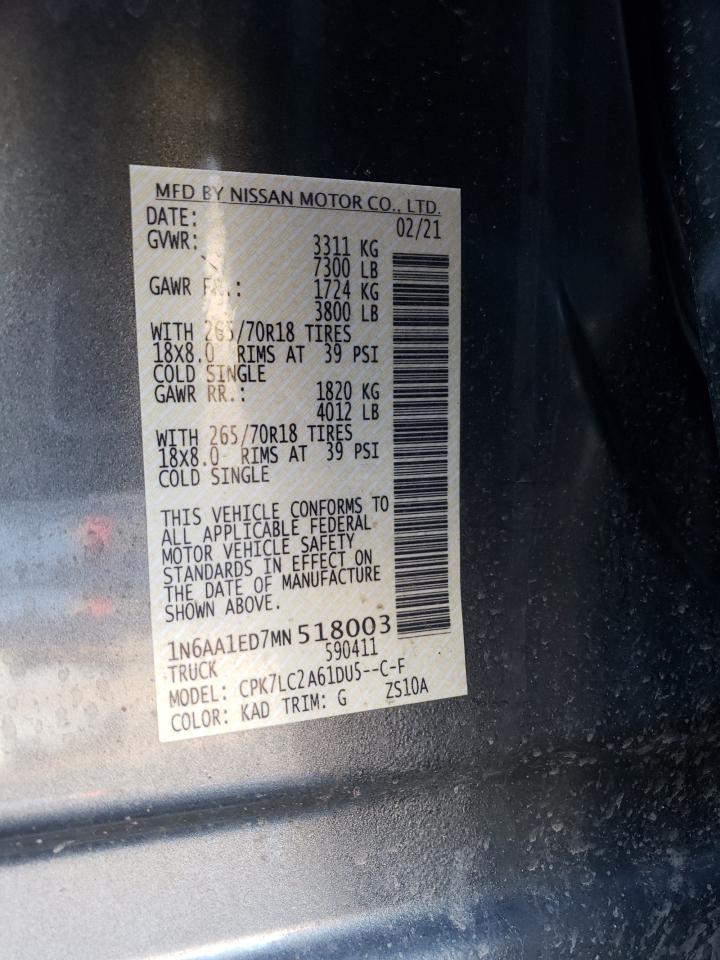 MFD BY NISSAN MOTOR CO., LTD.
DATE: 02/21
GVWR: 3311 KG
7300 LB
GAWR FR.: 1724 KG
3800 LB
WITH 265/70R18 TIRES
18X8.0 RIMS AT 39 PSI
COLD SINGLE
GAWR RR.: 1820 KG
4012 LB
WITH 265/70R18 TIRES
18X8.0 RIMS AT 39 PSI
COLD SINGLE
THIS VEHICLE CONFORMS TO
ALL APPLICABLE FEDERAL
MOTOR VEHICLE SAFETY
STANDARDS IN EFFECT ON
THE DATE OF MANUFACTURE
SHOWN ABOVE.
1N6AA1ED7MN 518003
TRUCK 590411
MODEL: CPK7LC2A61DU5--C-F
COLOR: KAD TRIM: G ZS10A